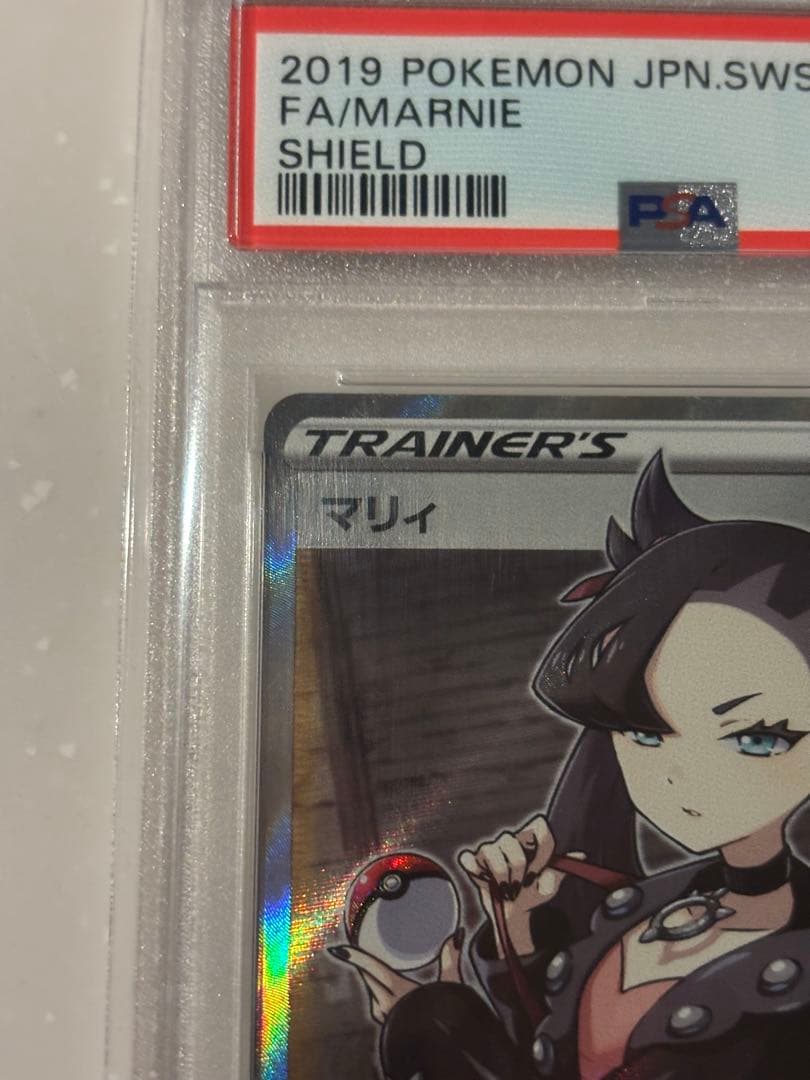 2019 POKEMON JPN.SWS
FA/MARNIE
SHIELD
PSA
TRAINER'S
マリィ